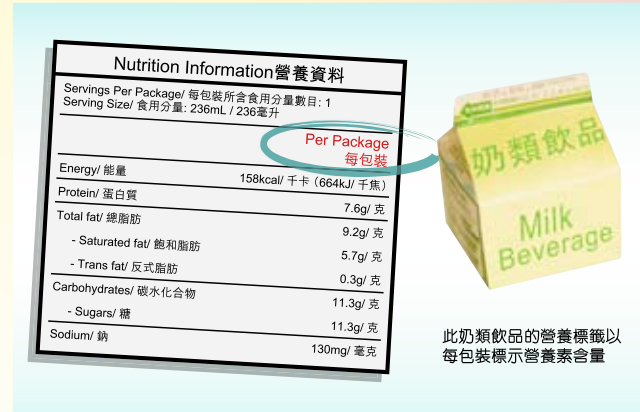 Nutrition Information營養資料
Servings Per Package/ 每包裝所含食用分量數目: 1
Serving Size/ 食用分量: 236mL / 236毫升
Per Package
每包裝
Energy/ 能量 158kcal/ 千卡 (664kJ/ 千焦)
Protein/ 蛋白質 7.6g/ 克
Total fat/ 總脂肪 9.2g/ 克
- Saturated fat/ 飽和脂肪 5.7g/ 克
- Trans fat/ 反式脂肪 0.3g/ 克
Carbohydrates/ 碳水化合物 11.3g/ 克
- Sugars/ 糖 11.3g/ 克
Sodium/ 鈉 130mg/ 毫克
奶類飲品
Milk
Beverage
此奶類飲品的營養標籤以
每包裝標示營養素含量